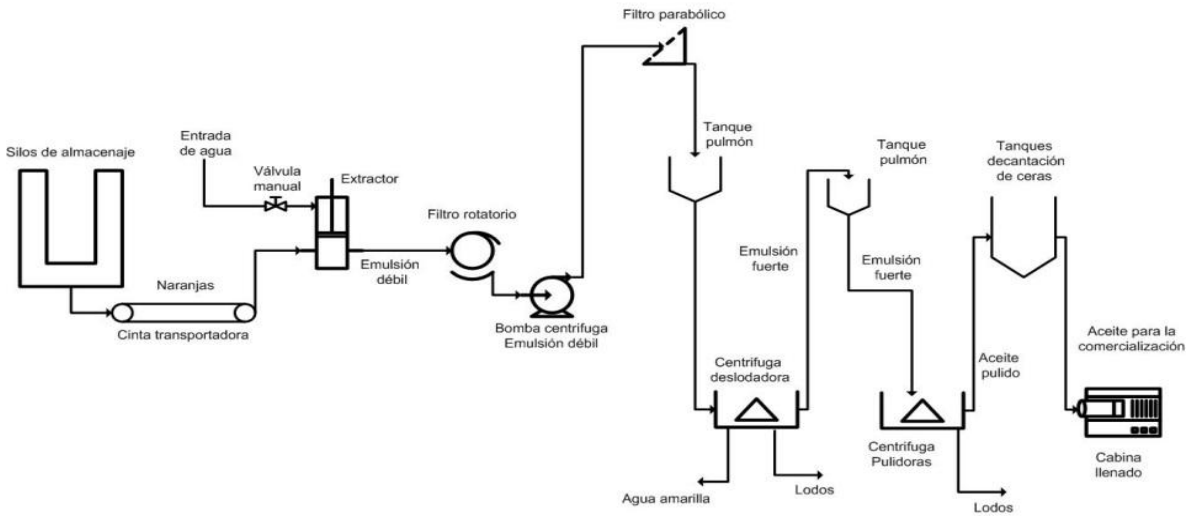 Filtro parabólico
Silos de almacenaje
Entrada
de agua
Válvula
manual
Extractor
Filtro rotatorio
Tanque
pulmón
Tanque
pulmón
Tanques
decantación
de ceras
Naranjas
Cinta transportadora
Emulsión
débil
Bomba centrifuga
Emulsión débil
Emulsión
fuerte
Emulsión
fuerte
Centrifuga
deslodadora
Agua amarilla
Lodos
Centrifuga
Pulidoras
Lodos
Aceite
pulido
Aceite para la
comercialización
Cabina
llenado